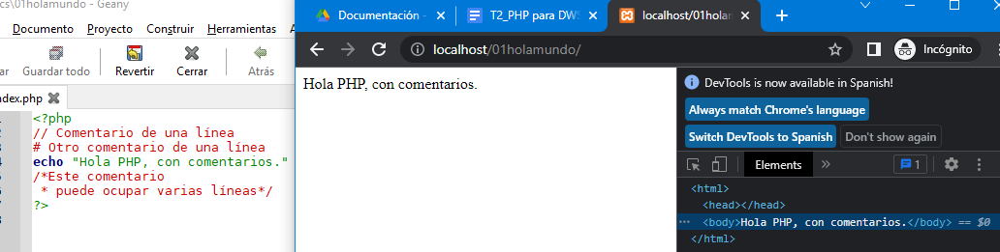 cs\01holamundo - Geany
Documento Proyecto Construir Herramientas
Guardar todo Revertir Cerrar Atrás
ndex.php
<?php
// Comentario de una línea
# Otro comentario de una línea
echo "Hola PHP, con comentarios."
/*Este comentario
* puede ocupar varias líneas*/
?>
Documentación - T2_PHP para DWS localhost/01holam
localhost/01holamundo/
Incógnito
Hola PHP, con comentarios.
DevTools is now available in Spanish!
Always match Chrome's language
Switch DevTools to Spanish Don't show again
Elements » 1
<html>
<head></head>
··· <body>Hola PHP, con comentarios.</body> == $0
</html>